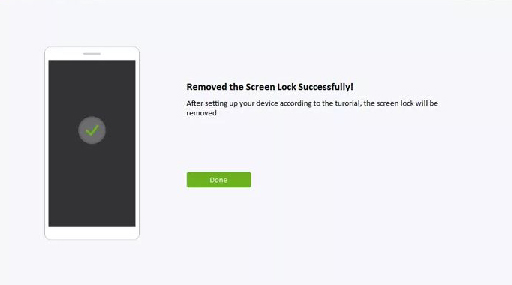 Removed the Screen Lock Successfully!
After setting up your device according to the turorial, the screen lock will be
removed
Done